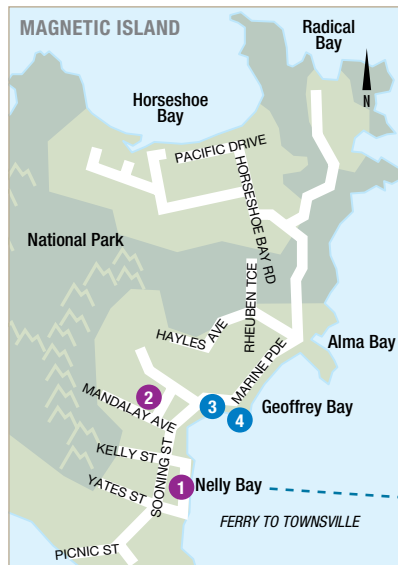 MAGNETIC ISLAND
Radical
Bay
N
Horseshoe
Bay
PACIFIC DRIVE
HORSESHOE BAY RD
National Park
RHEUBEN TCE
HAYLES AVE
Alma Bay
MARINE PDE
2
3
Geoffrey Bay
4
MANDALAY AVE
SOONING ST
KELLY ST
1
Nelly Bay
YATES ST
FERRY TO TOWNSVILLE
PICNIC ST